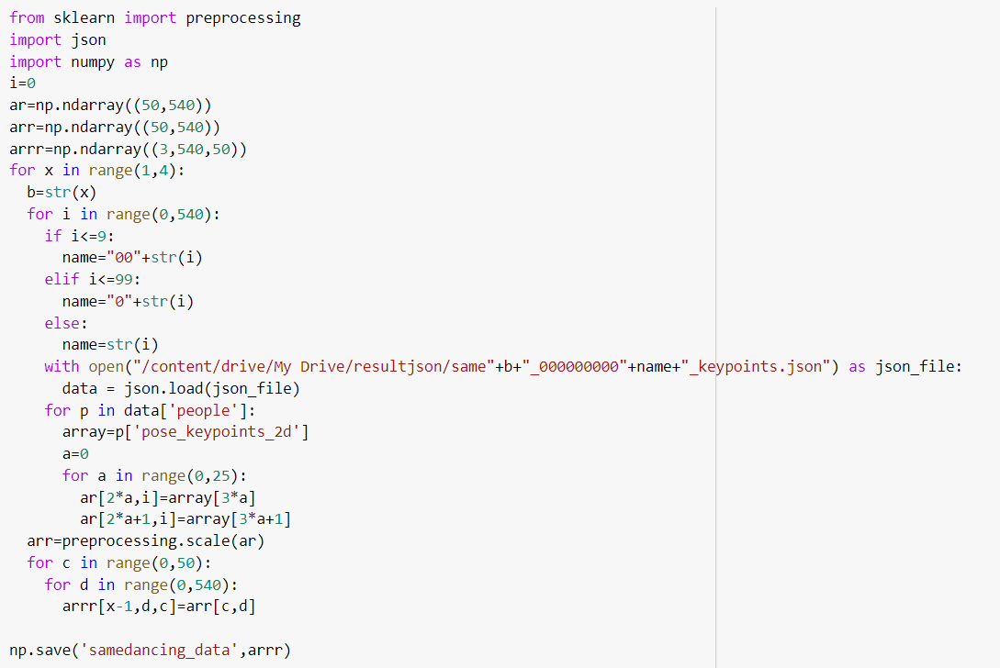 from sklearn import preprocessing
import json
import numpy as np
i=0
ar=np.ndarray((50,540))
arr=np.ndarray((50,540))
arrr=np.ndarray((3,540,50))
for x in range(1,4):
  b=str(x)
  for i in range(0,540):
    if i<=9:
      name="00"+str(i)
    elif i<=99:
      name="0"+str(i)
    else:
      name=str(i)
    with open("/content/drive/My Drive/resultjson/same"+b+"_000000000"+name+"_keypoints.json") as json_file:
      data = json.load(json_file)
    for p in data['people']:
      array=p['pose_keypoints_2d']
      a=0
      for a in range(0,25):
        ar[2*a,i]=array[3*a]
        ar[2*a+1,i]=array[3*a+1]
  arr=preprocessing.scale(ar)
  for c in range(0,50):
    for d in range(0,540):
      arrr[x-1,d,c]=arr[c,d]

np.save('samedancing_data',arrr)